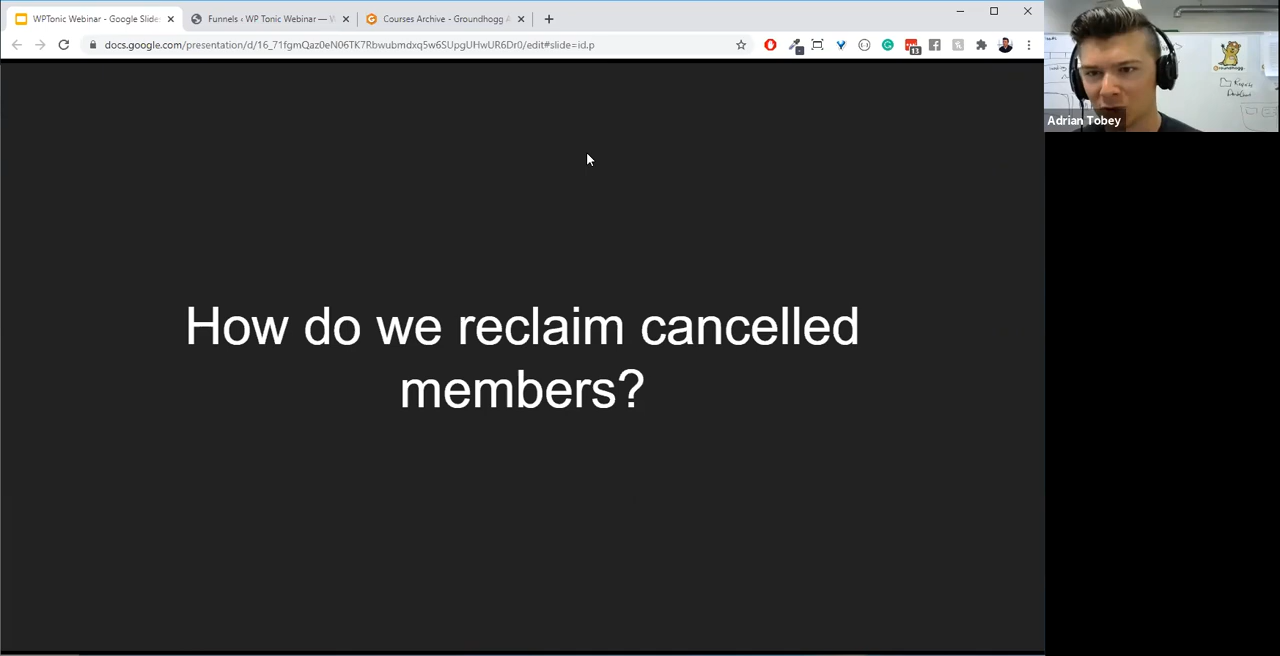 WPTonic Webinar - Google Slide
Funnels ‹ WP Tonic Webinar — W
Courses Archive - Groundhogg A
docs.google.com/presentation/d/16_71fgmQaz0eN06TK7Rbwubmdxq5w6SUpgUHwUR6Dr0/edit#slide=id.p
13
Adrian Tobey
How do we reclaim cancelled
members?